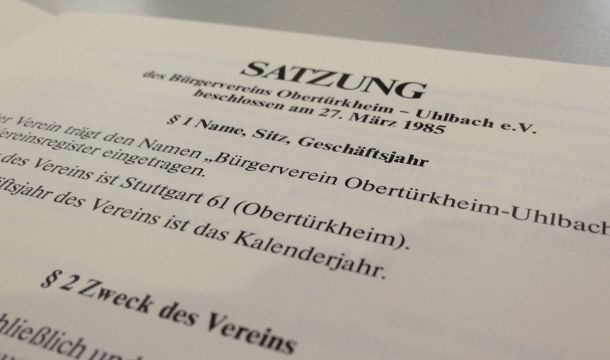 SATZUNG
des Bürgervereins Obertürkheim – Uhlbach e.V.
beschlossen am 27. März 1985
§ 1 Name, Sitz, Geschäftsjahr
Verein trägt den Namen „Bürgerverein Obertürkheim-Uhlbach
Vereinsregister eingetragen.
des Vereins ist Stuttgart 61 (Obertürkheim).
des Vereins ist das Kalenderjahr.
§ 2 Zweck des Vereins